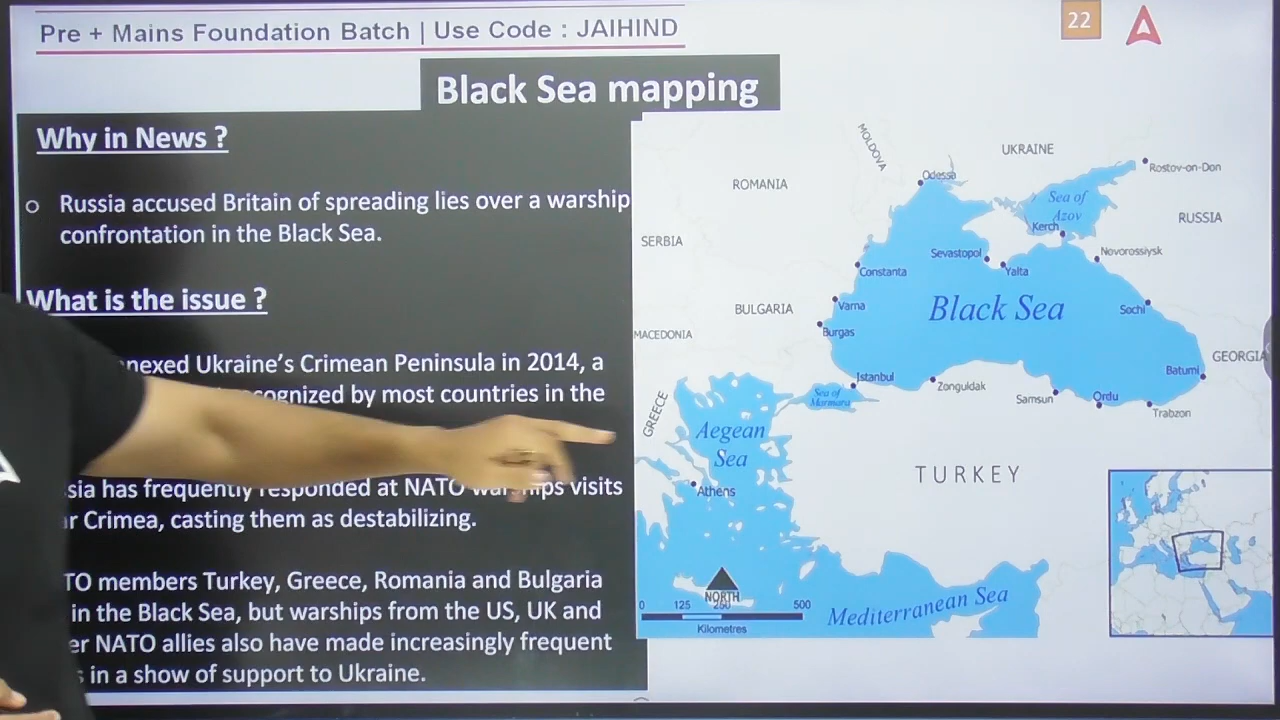 Pre + Mains Foundation Batch | Use Code : JAIHIND
22
Black Sea mapping
Why in News ?
Russia accused Britain of spreading lies over a warship
confrontation in the Black Sea.
What is the issue ?
Ukraine's Crimean Peninsula in 2014, a
by most countries in the
has frequently responded at NATO visits
Crimea, casting them as destabilizing.
members Turkey, Greece, Romania and Bulgaria
in the Black Sea, but warships from the US, UK and
NATO allies also have made increasingly frequent
in a show of support to Ukraine.
MOLDOVA
UKRAINE
Rostov-on-Don
Odessa
ROMANIA
Sea of
Azov
RUSSIA
Kerch
SERBIA
Sevastopol
Yalta
Novorossiysk
Constanta
Varna
Black Sea
Sochi
BULGARIA
Burgas
MACEDONIA
GEORGIA
Batumi
Istanbul
Zonguldak
Sea of
Marmara
Samsun
Ordu
Trabzon
GREECE
Aegean
Sea
TURKEY
Athens
NORTH
0 125 250 500
Kilometres
Mediterranean Sea